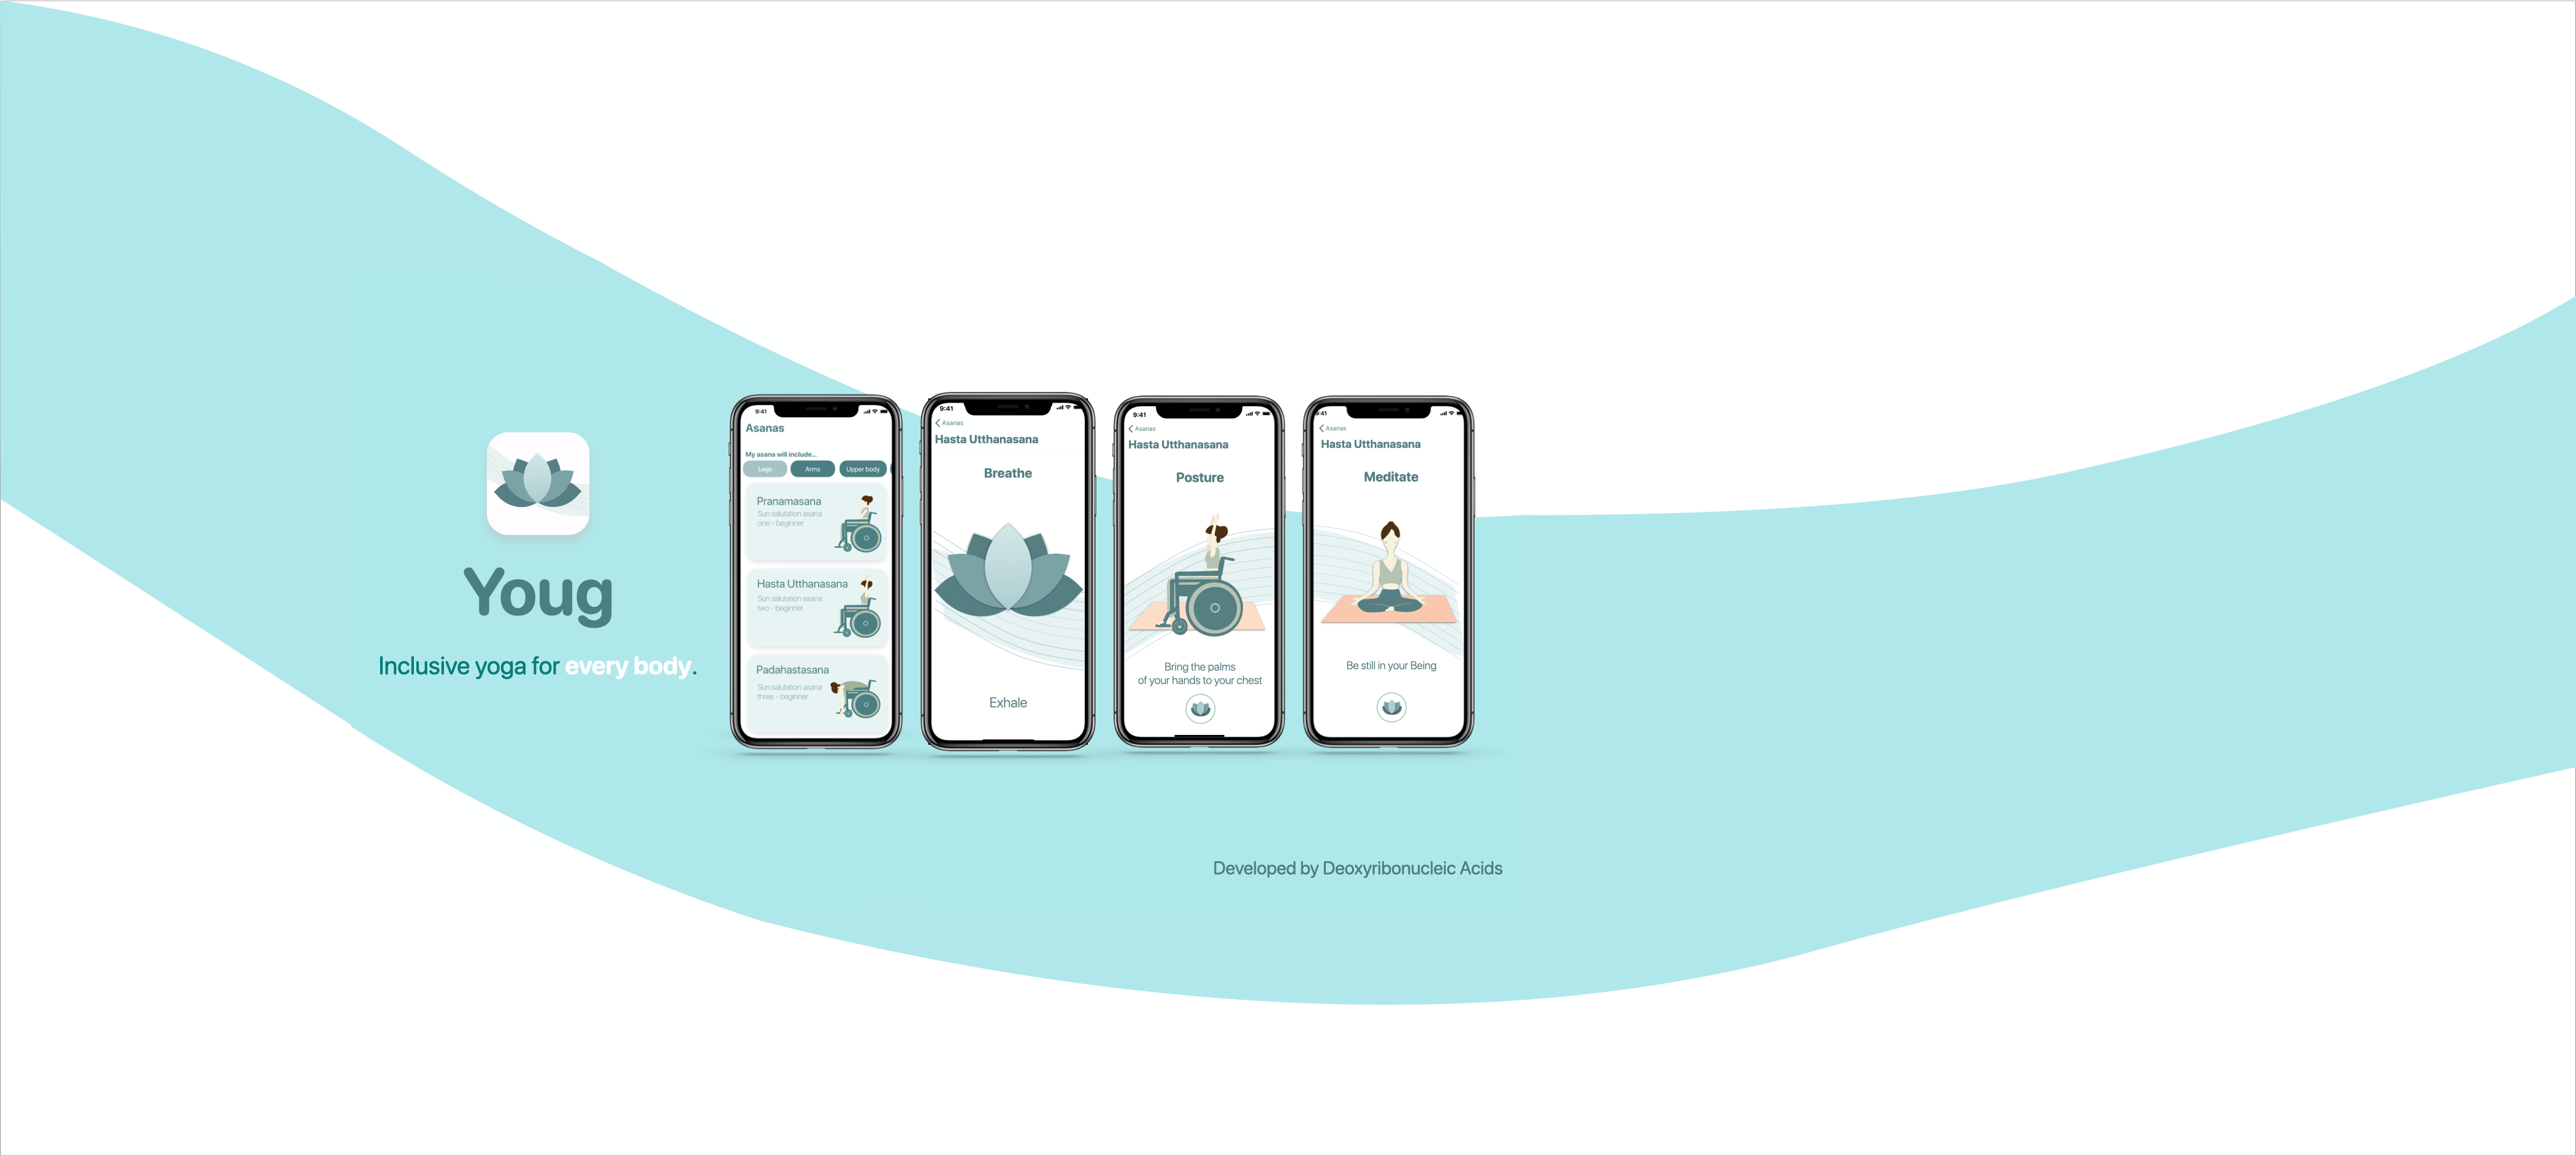 Youg
Inclusive yoga for every body.
9:41
Asanas
My asana will include...
Legs
Arms
Upper body
Pranamasana
Sun salutation asana
one - beginner
Hasta Utthanasana
Sun salutation asana
two - beginner
Padahastasana
Sun salutation asana
three - beginner
9:41
Asanas
Hasta Utthanasana
Breathe
Exhale
9:41
Asanas
Hasta Utthanasana
Posture
Bring the palms
of your hands to your chest
9:41
Asanas
Hasta Utthanasana
Meditate
Be still in your Being
Developed by Deoxyribonucleic Acids